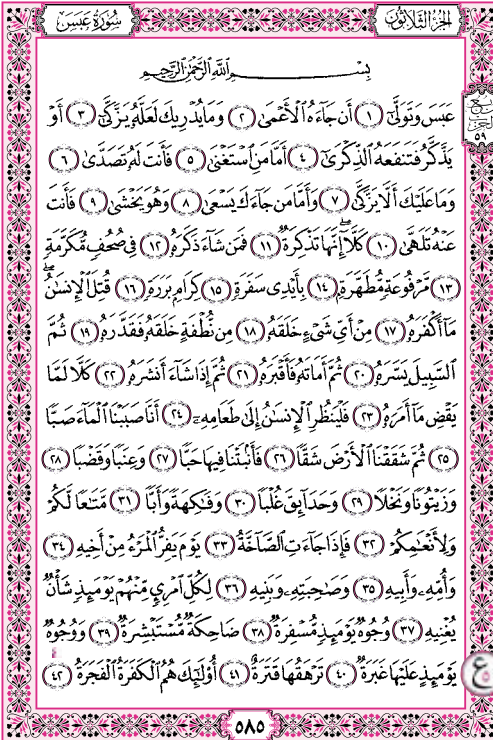 الجزء الثلاثون
سورة عبس
بِسْمِ اللَّهِ الرَّحْمَٰنِ الرَّحِيمِ
عَبَسَ وَتَوَلَّىٰٓ ﴿١﴾ أَن جَآءَهُ ٱلْأَعْمَىٰ ﴿٢﴾ وَمَا يُدْرِيكَ لَعَلَّهُۥ يَزَّكَّىٰٓ ﴿٣﴾ أَوْ
يَذَّكَّرُ فَتَنفَعَهُ ٱلذِّكْرَىٰٓ ﴿٤﴾ أَمَّا مَنِ ٱسْتَغْنَىٰ ﴿٥﴾ فَأَنتَ لَهُۥ تَصَدَّىٰ ﴿٦﴾
وَمَا عَلَيْكَ أَلَّا يَزَّكَّىٰ ﴿٧﴾ وَأَمَّا مَن جَآءَكَ يَسْعَىٰ ﴿٨﴾ وَهُوَ يَخْشَىٰ ﴿٩﴾ فَأَنتَ
عَنْهُ تَلَهَّىٰ ﴿١٠﴾ كَلَّآ إِنَّهَا تَذْكِرَةٌ ﴿١١﴾ فَمَن شَآءَ ذَكَرَهُۥ ﴿١٢﴾ فِى صُحُفٍ مُّكَرَّمَةٍ
﴿١٣﴾ مَّرْفُوعَةٍ مُّطَهَّرَةٍۭ ﴿١٤﴾ بِأَيْدِى سَفَرَةٍ ﴿١٥﴾ كِرَامٍۭ بَرَرَةٍ ﴿١٦﴾ قُتِلَ ٱلْإِنسَٰنُ
مَآ أَكْفَرَهُۥ ﴿١٧﴾ مِنْ أَىِّ شَىْءٍ خَلَقَهُۥ ﴿١٨﴾ مِن نُّطْفَةٍ خَلَقَهُۥ فَقَدَّرَهُۥ ﴿١٩﴾ ثُمَّ
ٱلسَّبِيلَ يَسَّرَهُۥ ﴿٢٠﴾ ثُمَّ أَمَاتَهُۥ فَأَقْبَرَهُۥ ﴿٢١﴾ ثُمَّ إِذَا شَآءَ أَنشَرَهُۥ ﴿٢٢﴾ كَلَّا لَمَّا
يَقْضِ مَآ أَمَرَهُۥ ﴿٢٣﴾ فَلْيَنظُرِ ٱلْإِنسَٰنُ إِلَىٰ طَعَامِهِۦٓ ﴿٢٤﴾ أَنَّا صَبَبْنَا ٱلْمَآءَ صَبًّا
﴿٢٥﴾ ثُمَّ شَقَقْنَا ٱلْأَرْضَ شَقًّا ﴿٢٦﴾ فَأَنۢبَتْنَا فِيهَا حَبًّا ﴿٢٧﴾ وَعِنَبًا وَقَضْبًا ﴿٢٨﴾
وَزَيْتُونًا وَنَخْلًا ﴿٢٩﴾ وَحَدَآئِقَ غُلْبًا ﴿٣٠﴾ وَفَٰكِهَةً وَأَبًّا ﴿٣١﴾ مَّتَٰعًا لَّكُمْ
وَلِأَنْعَٰمِكُمْ ﴿٣٢﴾ فَإِذَا جَآءَتِ ٱلصَّآخَّةُ ﴿٣٣﴾ يَوْمَ يَفِرُّ ٱلْمَرْءُ مِنْ أَخِيهِ ﴿٣٤﴾
وَأُمِّهِۦ وَأَبِيهِ ﴿٣٥﴾ وَصَٰحِبَتِهِۦ وَبَنِيهِ ﴿٣٦﴾ لِكُلِّ ٱمْرِئٍ مِّنْهُمْ يَوْمَئِذٍ شَأْنٌ
يُغْنِيهِ ﴿٣٧﴾ وُجُوهٌ يَوْمَئِذٍ مُّسْفِرَةٌ ﴿٣٨﴾ ضَاحِكَةٌ مُّسْتَبْشِرَةٌ ﴿٣٩﴾ وَوُجُوهٌ
يَوْمَئِذٍ عَلَيْهَا غَبَرَةٌ ﴿٤٠﴾ تَرْهَقُهَا قَتَرَةٌ ﴿٤١﴾ أُو۟لَٰٓئِكَ هُمُ ٱلْكَفَرَةُ ٱلْفَجَرَةُ ﴿٤٢﴾
٥٨٥